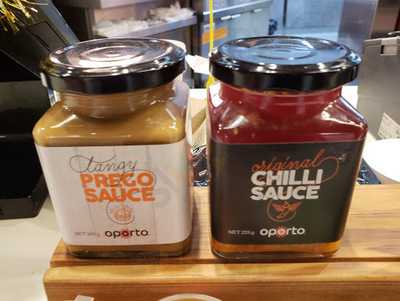 tangy
PREGO
SAUCE
oporto
original
CHILLI
SAUCE
NET 255g
oporto